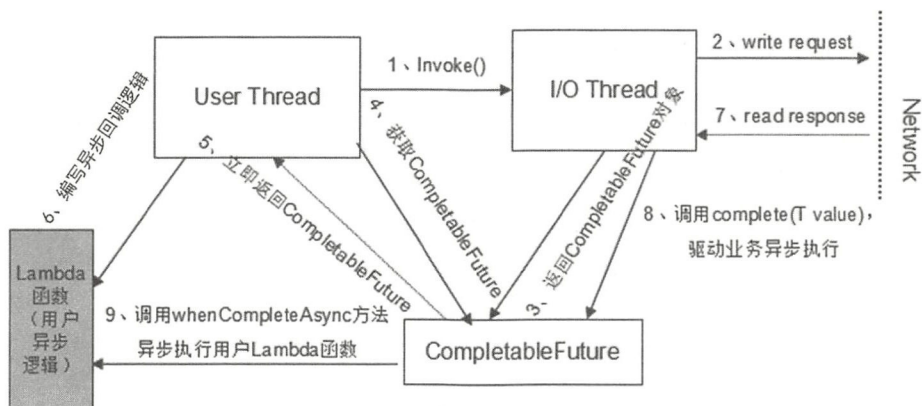 2、write request
1、Invoke()
User Thread
I/O Thread
7、read response
Network
6、编写异步回调逻辑
5、立即返回CompletableFuture
4、获取CompletableFuture
3、返回CompletableFuture对象
8、调用complete(T value)，
驱动业务异步执行
Lambda
函数
（用户
异步
逻辑）
9、调用whenCompleteAsync方法
异步执行用户Lambda函数
CompletableFuture